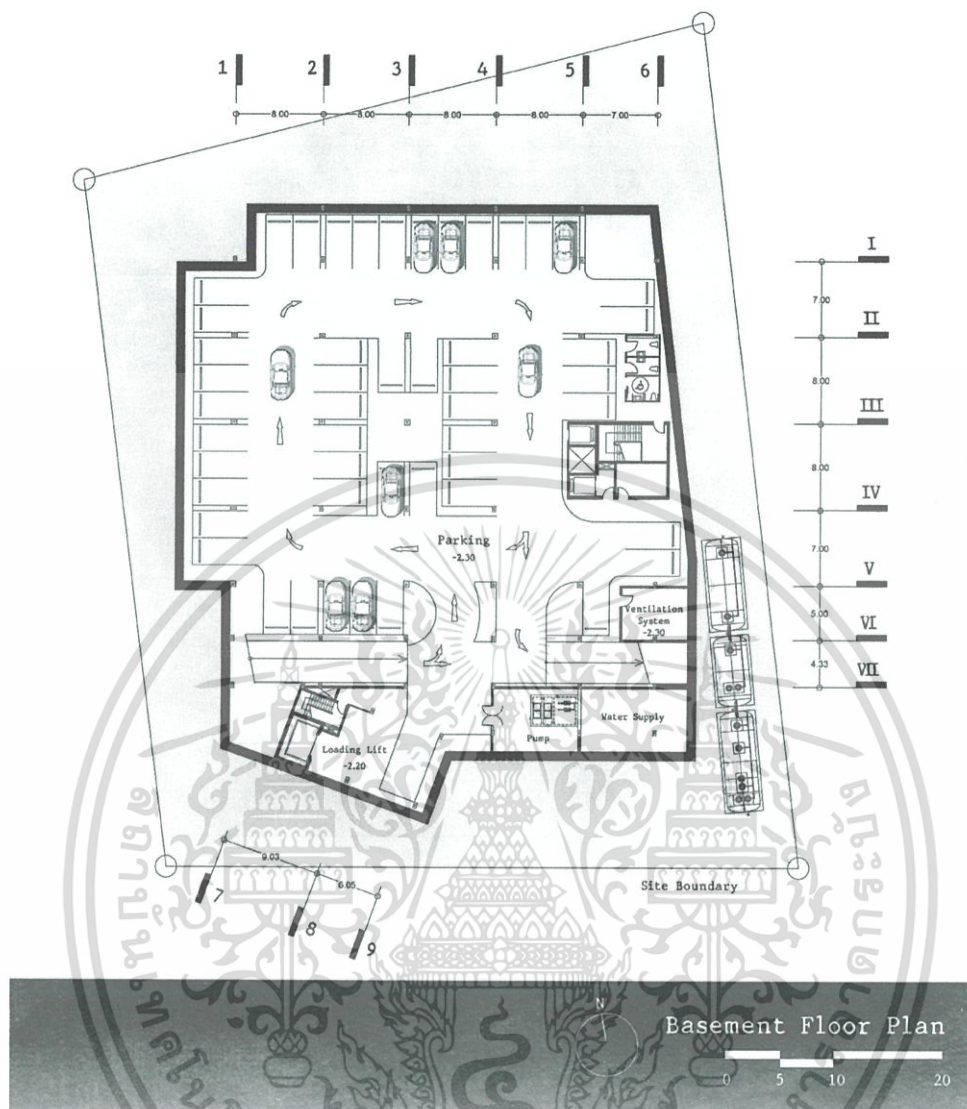 1 2 3 4 5 6
8.00 8.00 8.00 8.00 7.00
I
7.00
II
8.00
III
8.00
IV
7.00
V
5.00
VI
4.33
VII
Parking
-2.30
Ventilation
System
-2.30
Loading Lift
-2.20
Pump
Water Supply
9.03
6.05
7
8
9
Site Boundary
N
Basement Floor Plan
0 5 10 20